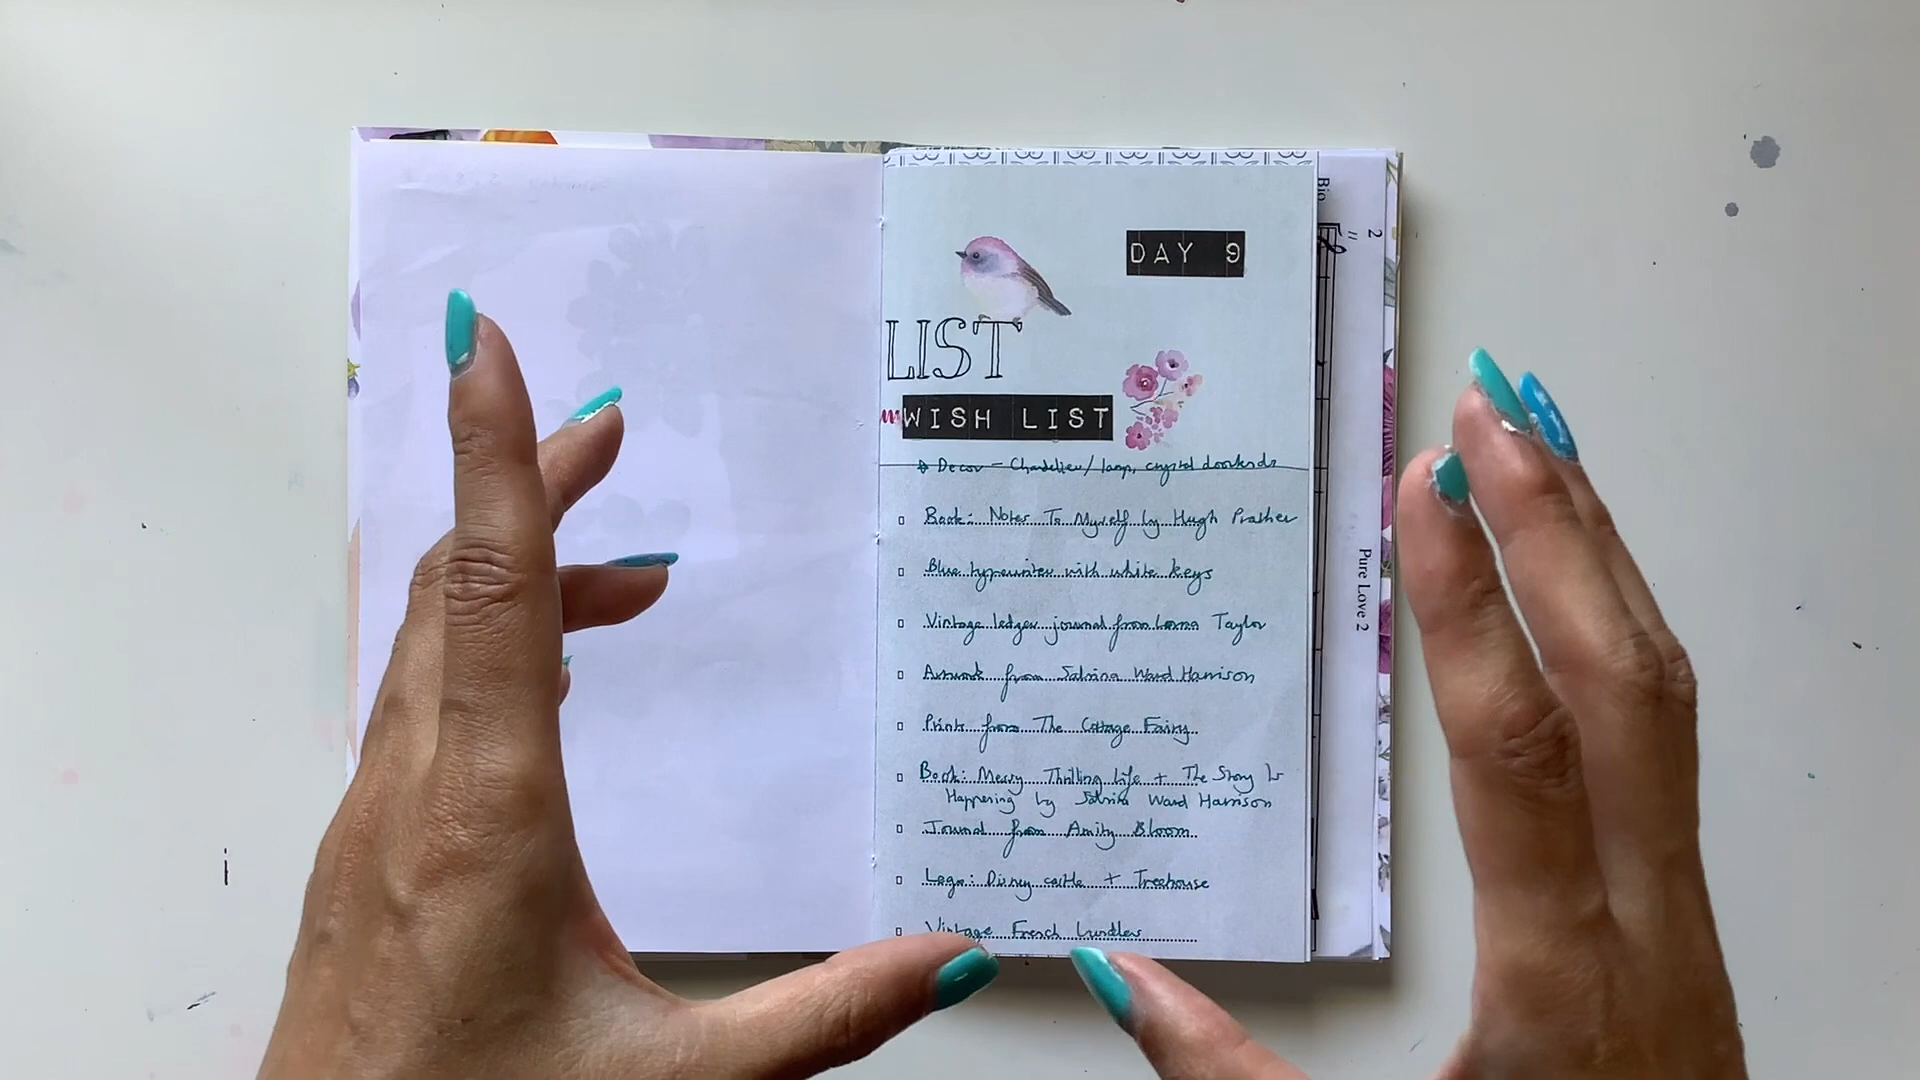 DAY 9
LIST
WISH LIST
Decor - Chandelier/lamp, crystal doorknobs
Book: Notes To Myself by Hugh Prather
Blue typewriter with white keys
Vintage ledger journal from Lorna Taylor
Artwork from Sabrina Ward Harrison
Prints from The Cottage Fairy
Book: Messy Thrilling Life + The Story Is
Happening by Sabrina Ward Harrison
Journal from Amity Bloom
Lego: Disney castle + Treehouse
Vintage French
2
Pure Love 2